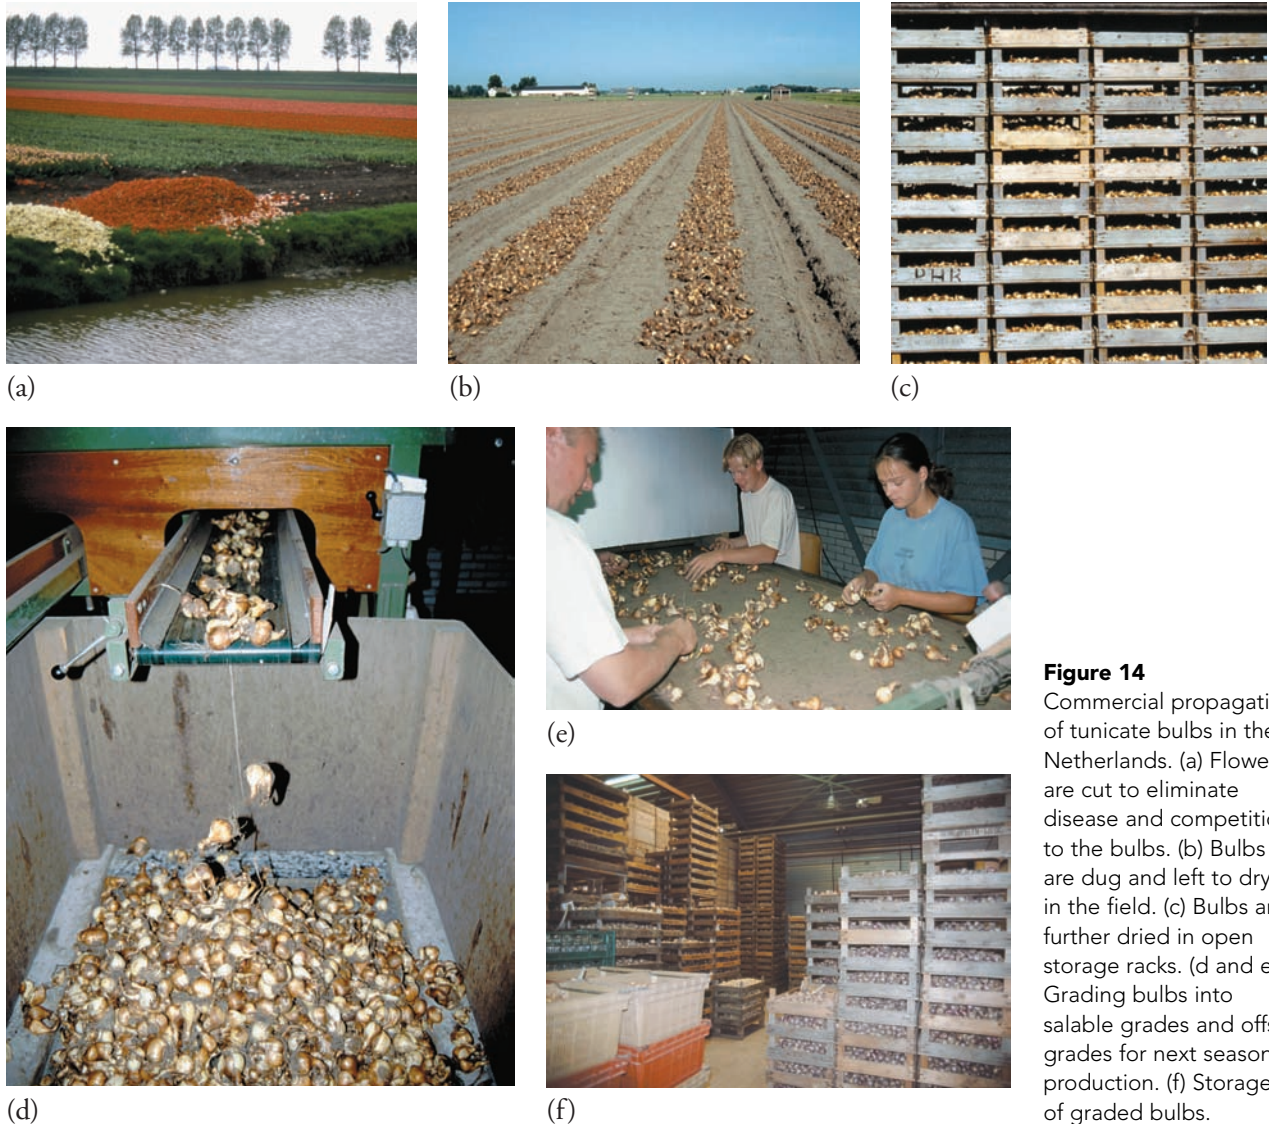 PHR
(a)
(b)
(c)
(d)
(e)
(f)
Figure 14
Commercial propagati
of tunicate bulbs in the
Netherlands. (a) Flowe
are cut to eliminate
disease and competiti
to the bulbs. (b) Bulbs
are dug and left to dry
in the field. (c) Bulbs a
further dried in open
storage racks. (d and e
Grading bulbs into
salable grades and offs
grades for next season
production. (f) Storage
of graded bulbs.